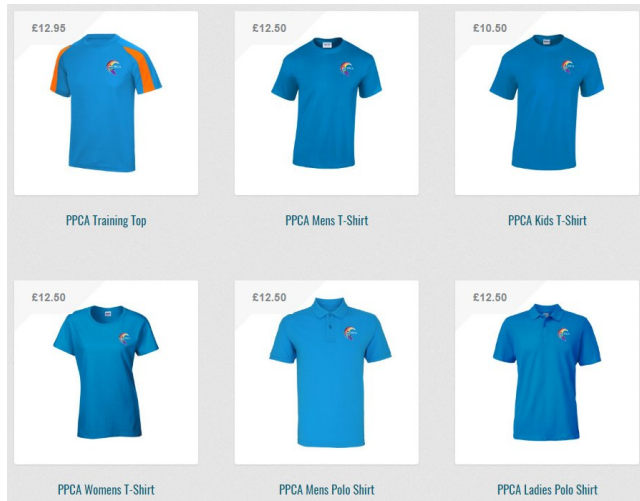 £12.95
£12.50
£10.50
PPCA Training Top
PPCA Mens T-Shirt
PPCA Kids T-Shirt
£12.50
£12.50
£12.50
PPCA Womens T-Shirt
PPCA Mens Polo Shirt
PPCA Ladies Polo Shirt